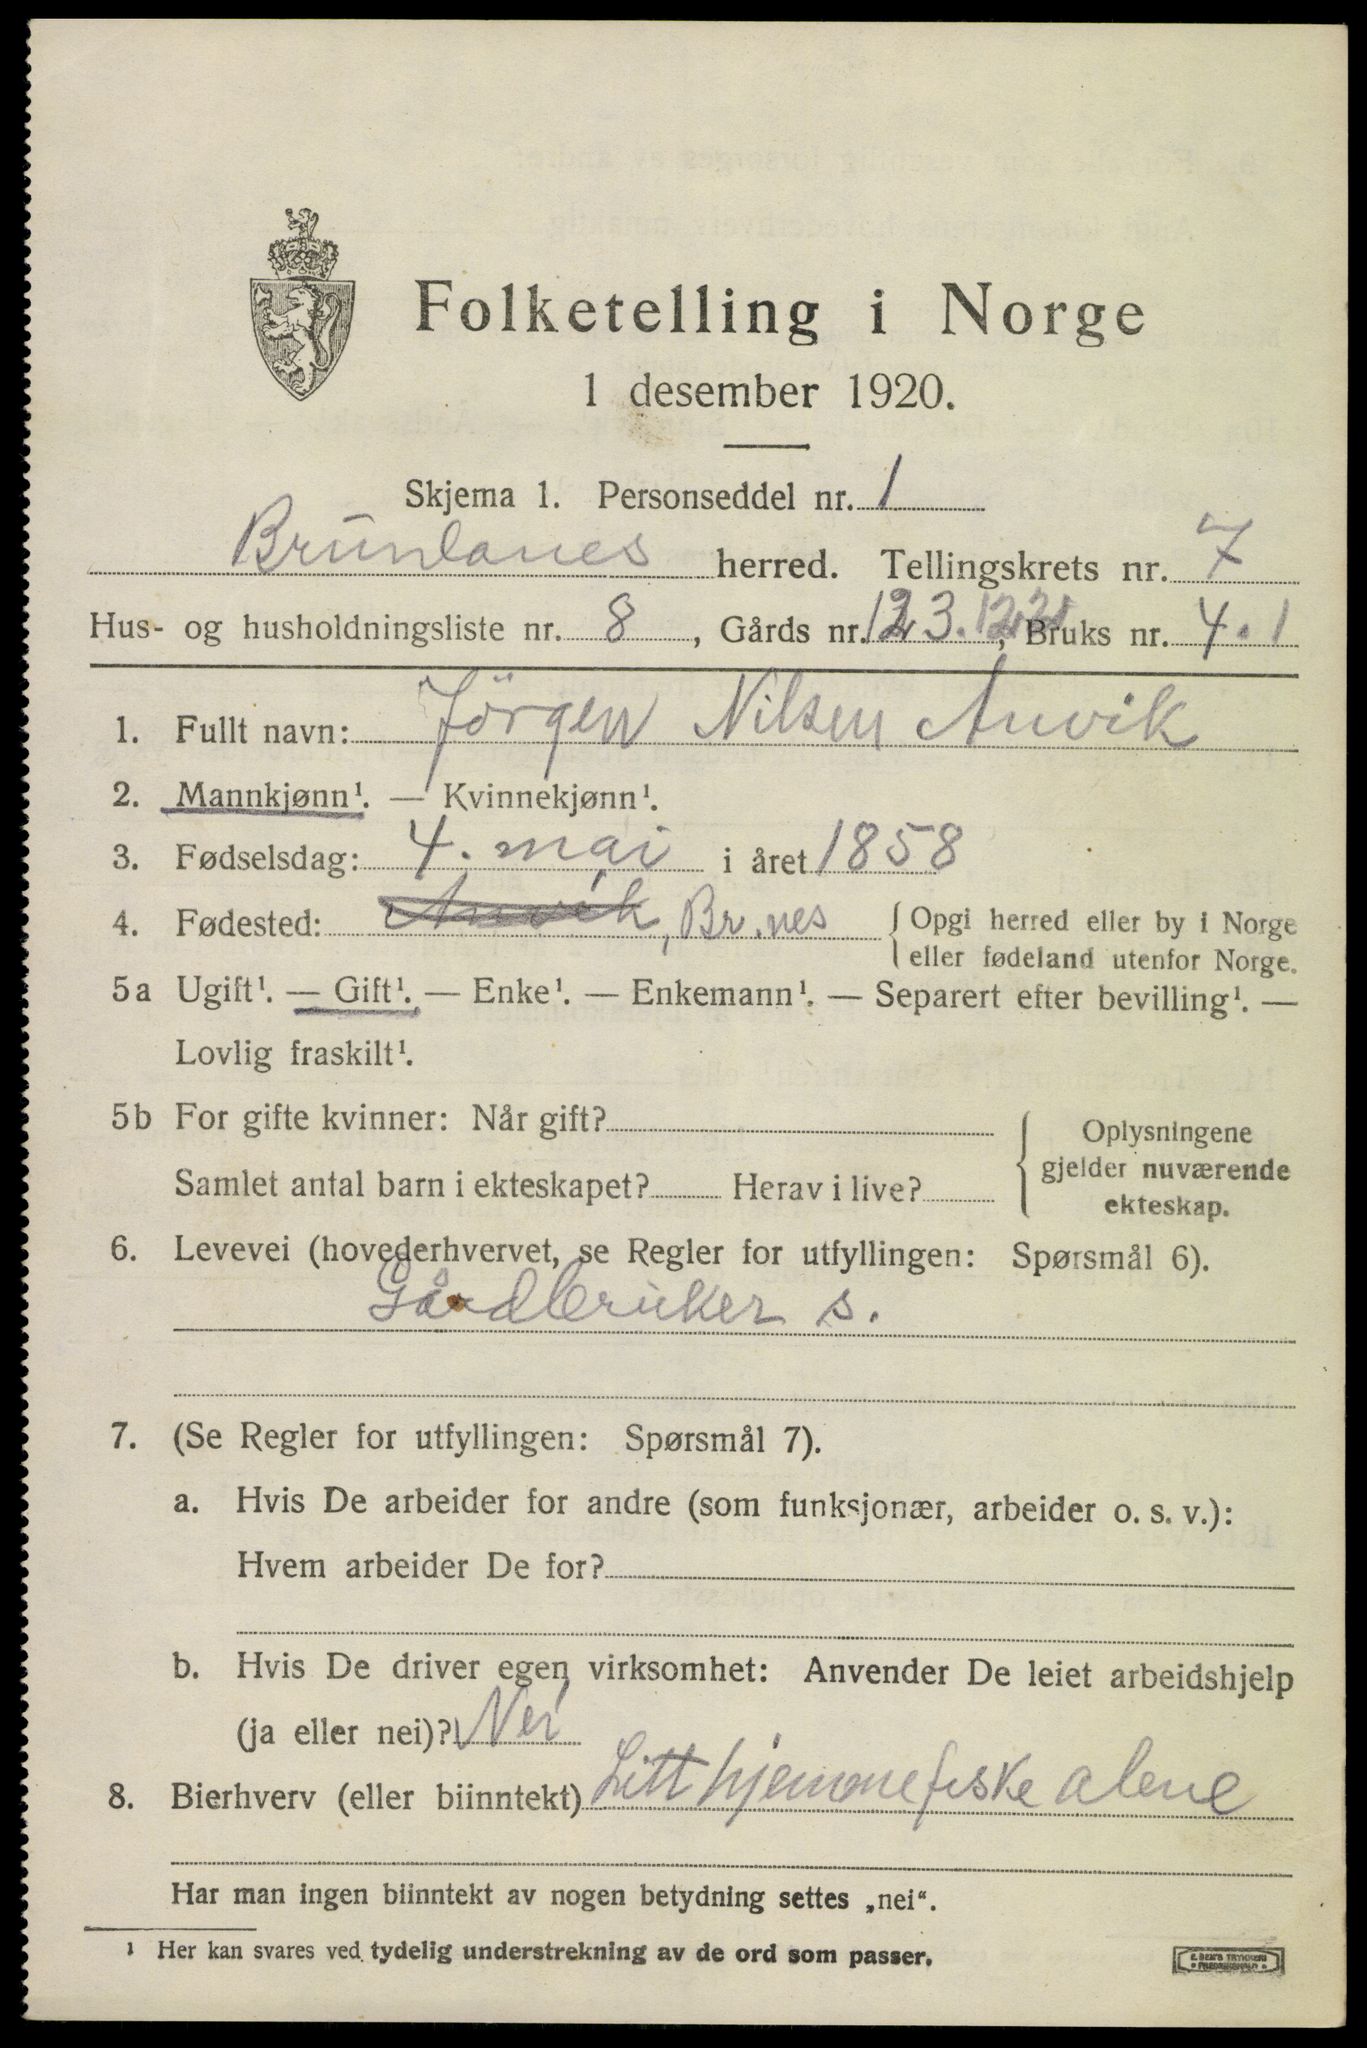 Folketelling i Norge
1 desember 1920.
Skjema 1. Personseddel nr. 1
Brunlanes herred. Tellingskrets nr. 7
Hus- og husholdningsliste nr. 8, Gårds nr. 123. , Bruks nr. 4.1
1. Fullt navn: Jörgen Nilsen Anvik
2. Mannkjønn¹. — Kvinnekjønn¹.
3. Fødselsdag: 4. mai i året 1858
4. Fødested: Anvik, Br.nes { Opgi herred eller by i Norge
eller fødeland utenfor Norge.
5a Ugift¹. — Gift¹. — Enke¹. — Enkemann¹. — Separert efter bevilling¹. —
Lovlig fraskilt¹.
5b For gifte kvinner: Når gift? { Oplysningene
Samlet antal barn i ekteskapet? Herav i live? gjelder nuværende
ekteskap.
6. Levevei (hovederhvervet, se Regler for utfyllingen: Spørsmål 6).
Gårdbruker s.
7. (Se Regler for utfyllingen: Spørsmål 7).
a. Hvis De arbeider for andre (som funksjonær, arbeider o. s. v.):
Hvem arbeider De for?
b. Hvis De driver egen virksomhet: Anvender De leiet arbeidshjelp
(ja eller nei)? Nei
8. Bierhverv (eller biinntekt) Litt hjemmefiske alene
Har man ingen biinntekt av nogen betydning settes „nei“.
¹ Her kan svares ved tydelig understrekning av de ord som passer.